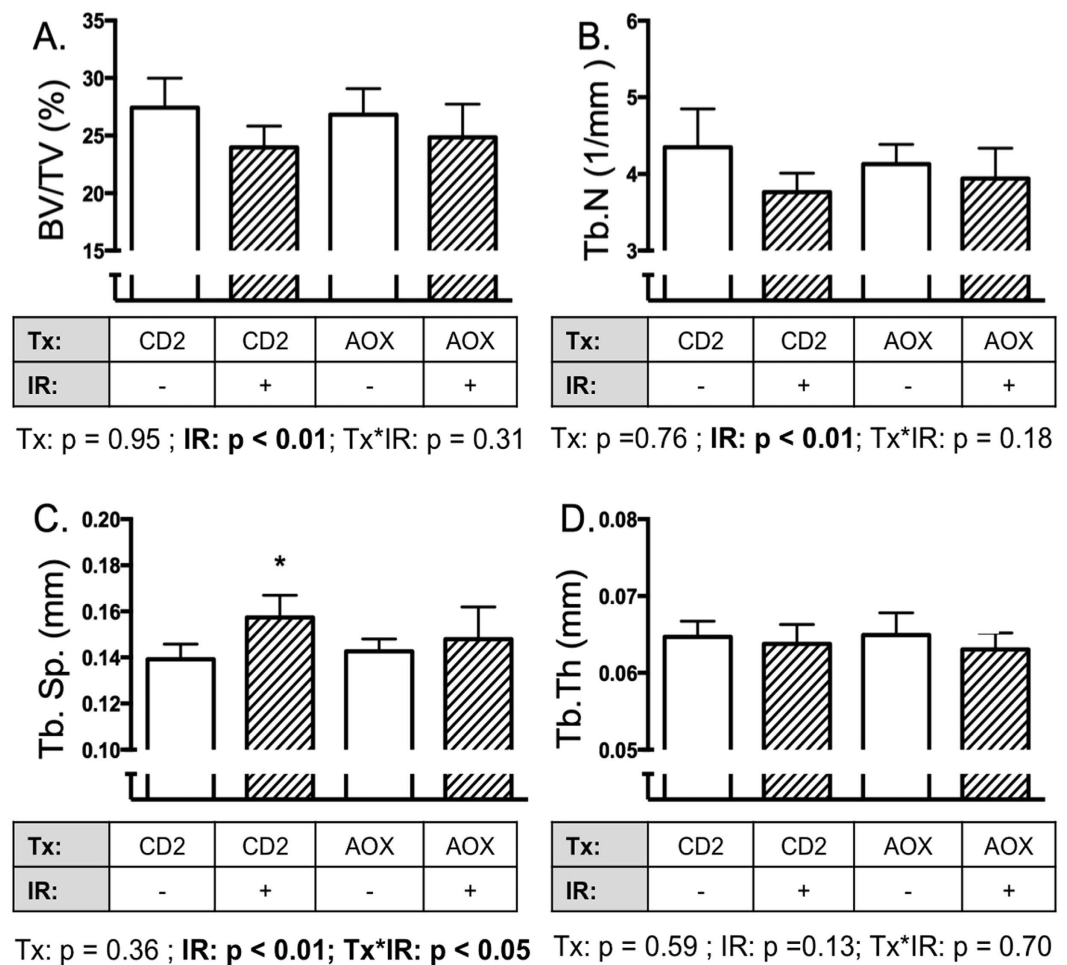 A.
BV/TV (%)
35
30
25
20
15
Tx: CD2 CD2 AOX AOX
IR: - + - +
Tx: p = 0.95 ; IR: p < 0.01; Tx*IR: p = 0.31
B.
Tb.N (1/mm )
6
5
4
3
Tx: CD2 CD2 AOX AOX
IR: - + - +
Tx: p =0.76 ; IR: p < 0.01; Tx*IR: p = 0.18
C.
Tb. Sp. (mm)
0.20
0.18
0.16
0.14
0.12
0.10
*
Tx: CD2 CD2 AOX AOX
IR: - + - +
Tx: p = 0.36 ; IR: p < 0.01; Tx*IR: p < 0.05
D.
Tb.Th (mm)
0.08
0.07
0.06
0.05
Tx: CD2 CD2 AOX AOX
IR: - + - +
Tx: p = 0.59 ; IR: p =0.13; Tx*IR: p = 0.70